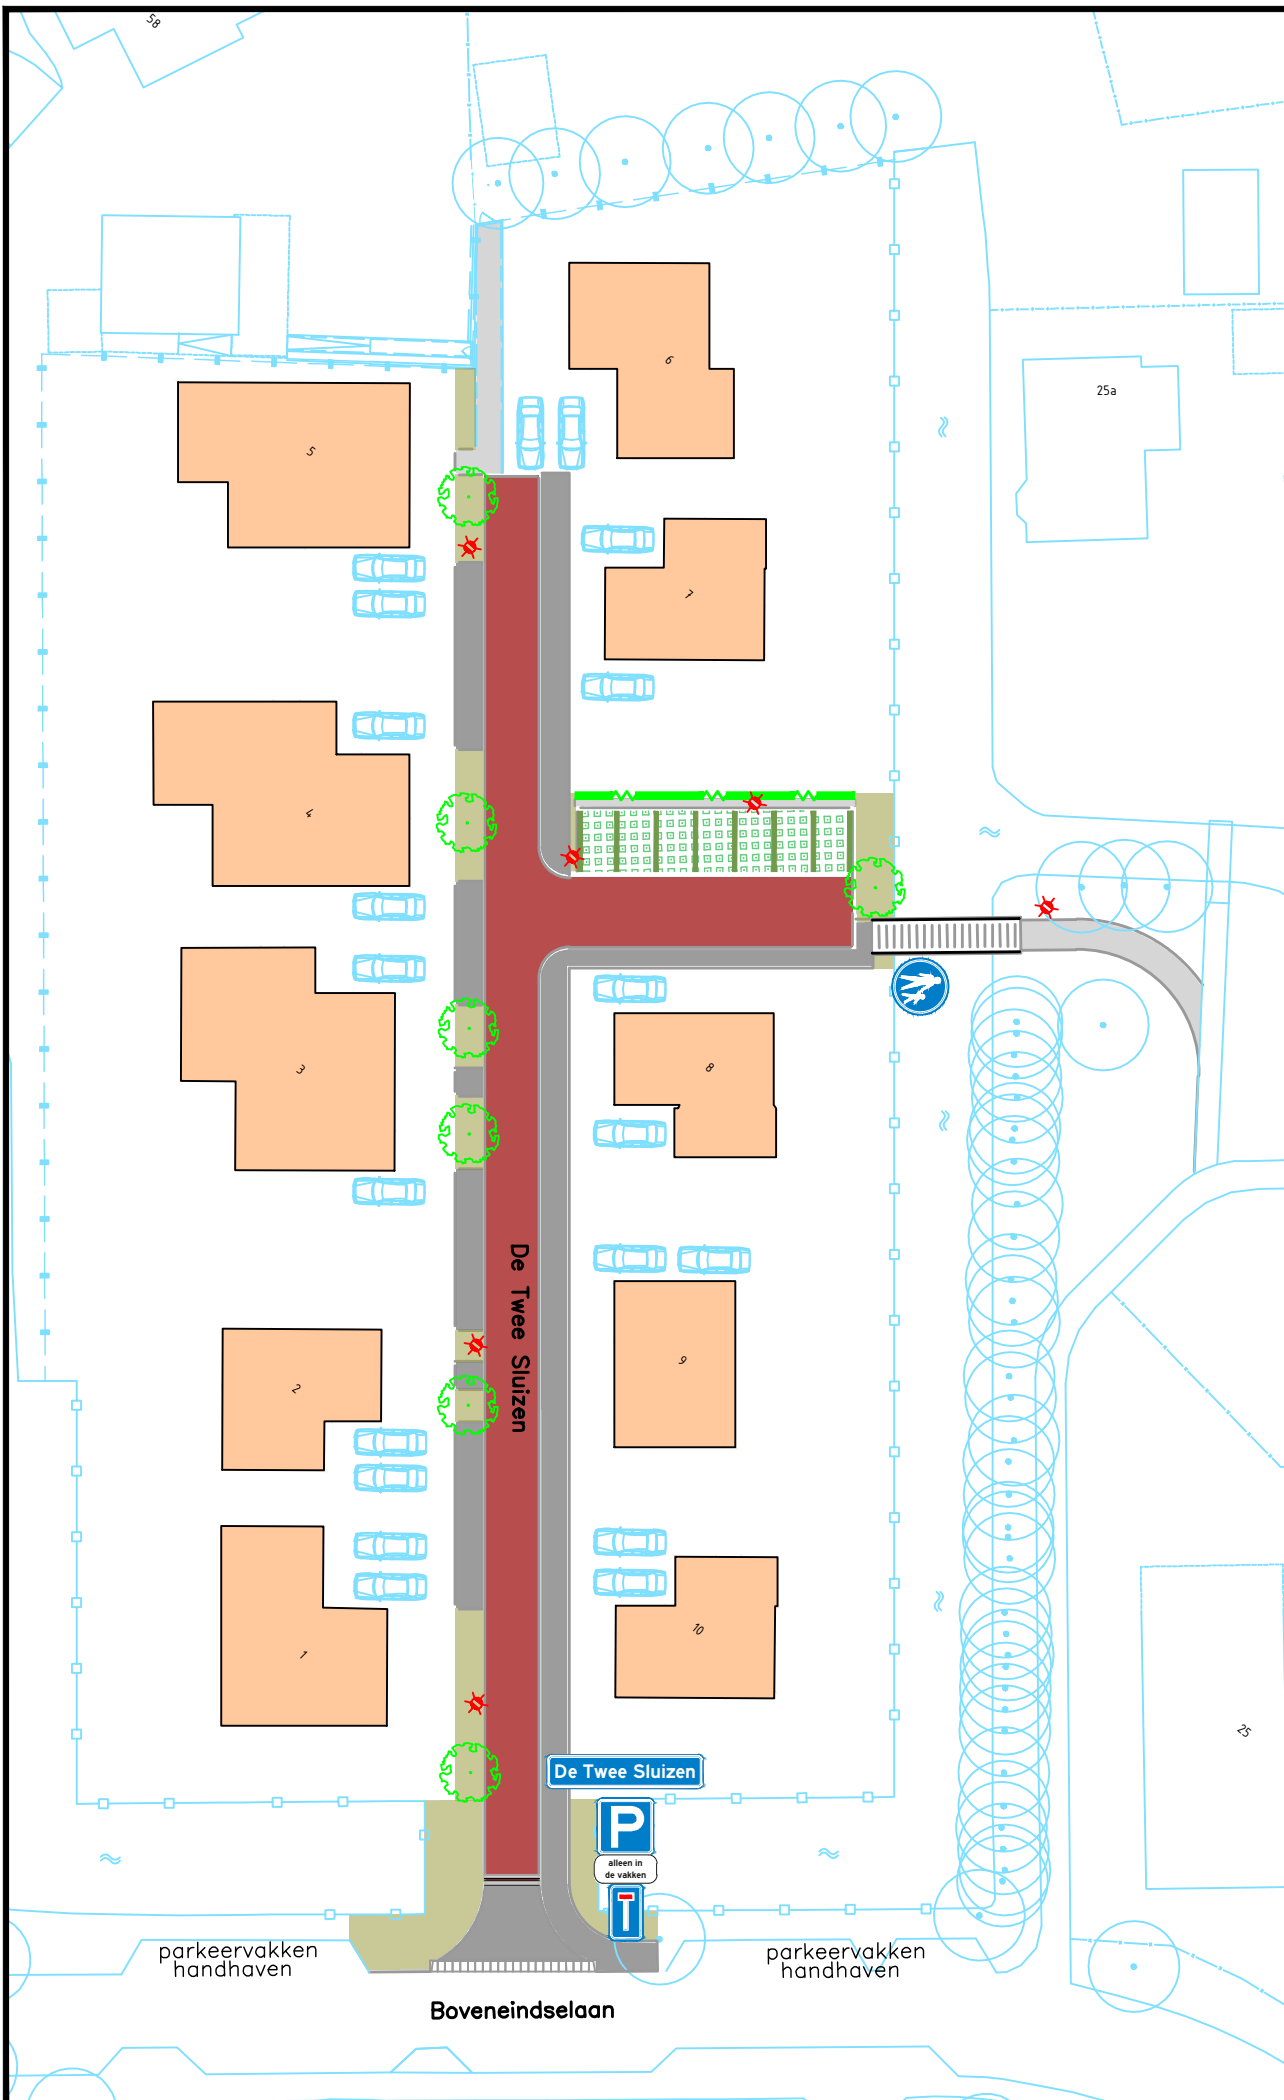 58
25a
6
5
7
4
8
3
De Twee Sluizen
9
2
10
1
25
De Twee Sluizen
P
alleen in
de vakken
parkeervakken
handhaven
parkeervakken
handhaven
Boveneindselaan